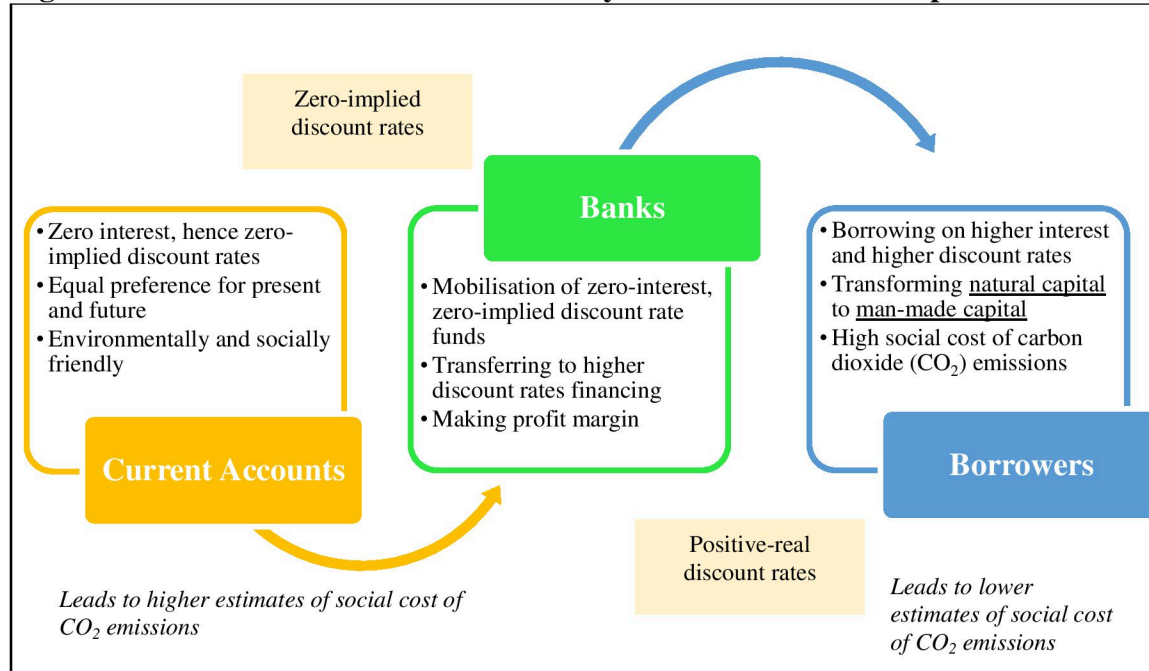 Zero-implied
discount rates
Banks
• Zero interest, hence zero-
implied discount rates
• Equal preference for present
and future
• Environmentally and socially
friendly
Current Accounts
• Mobilisation of zero-interest,
zero-implied discount rate
funds
• Transferring to higher
discount rates financing
• Making profit margin
• Borrowing on higher interest
and higher discount rates
• Transforming natural capital
to man-made capital
• High social cost of carbon
dioxide (CO₂) emissions
Borrowers
Positive-real
discount rates
Leads to higher estimates of social cost of
CO₂ emissions
Leads to lower
estimates of social cost
of CO₂ emissions